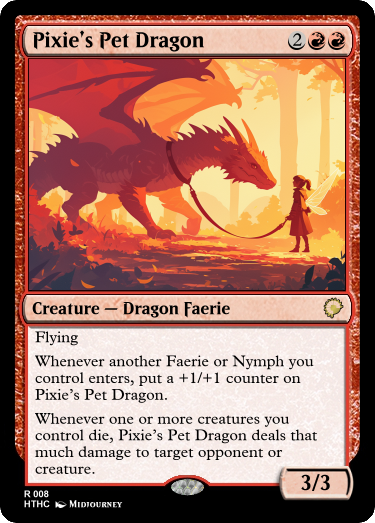 Pixie's Pet Dragon 2
Creature — Dragon Faerie
Flying
Whenever another Faerie or Nymph you
control enters, put a +1/+1 counter on
Pixie's Pet Dragon.
Whenever one or more creatures you
control die, Pixie's Pet Dragon deals that
much damage to target opponent or
creature.
3/3
R 008
HTHC MIDJOURNEY